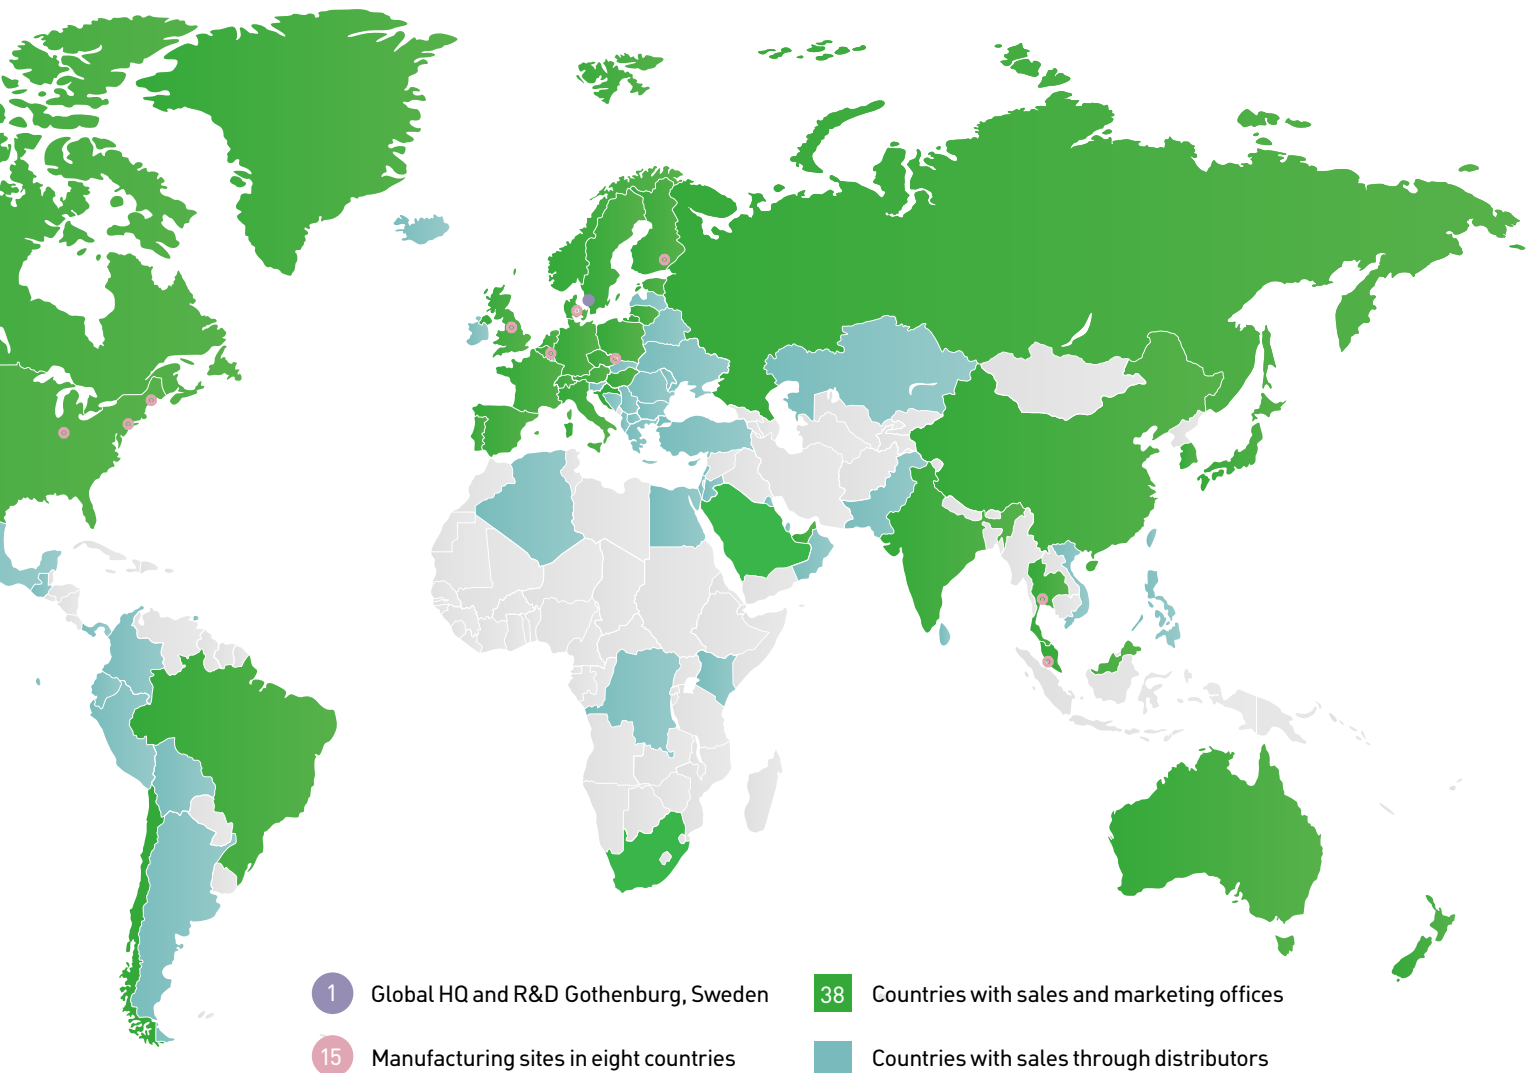 1 Global HQ and R&D Gothenburg, Sweden
38 Countries with sales and marketing offices
15 Manufacturing sites in eight countries
Countries with sales through distributors